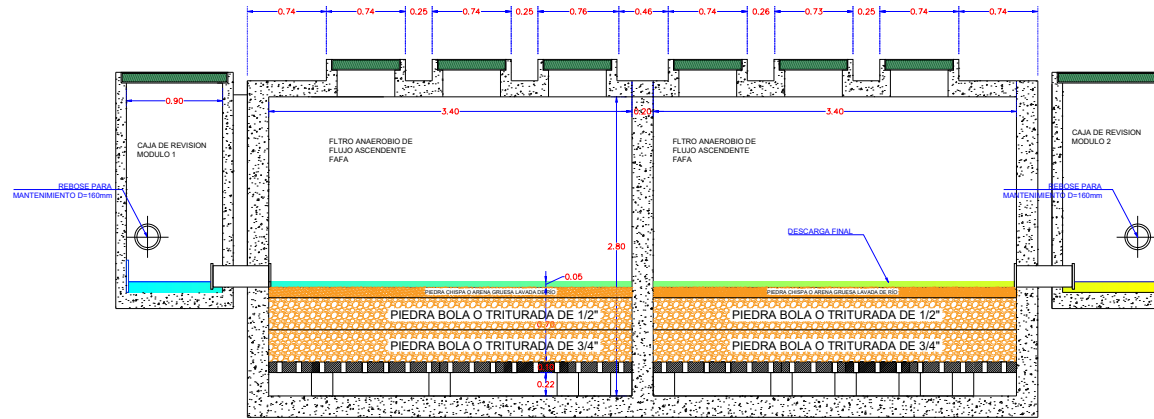 0.74 0.74 0.25 0.74 0.25 0.76 0.46 0.74 0.26 0.73 0.25 0.74 0.74
0.90
3.40 0.20 3.40
CAJA DE REVISION
MODULO 1
FLTRO ANAEROBIO DE
FLUJO ASCENDENTE
FAFA
FLTRO ANAEROBIO DE
FLUJO ASCENDENTE
FAFA
CAJA DE REVISION
MODULO 2
REBOSE PARA
MANTENIMIENTO D=160mm
REBOSE PARA
MANTENIMIENTO D=160mm
DESCARGA FINAL
2.80
0.05
PIEDRA CHISPA O ARENA GRUESA LAVADA DE RÍO
PIEDRA CHISPA O ARENA GRUESA LAVADA DE RÍO
PIEDRA BOLA O TRITURADA DE 1/2"
PIEDRA BOLA O TRITURADA DE 1/2"
0.70
PIEDRA BOLA O TRITURADA DE 3/4"
PIEDRA BOLA O TRITURADA DE 3/4"
0.22